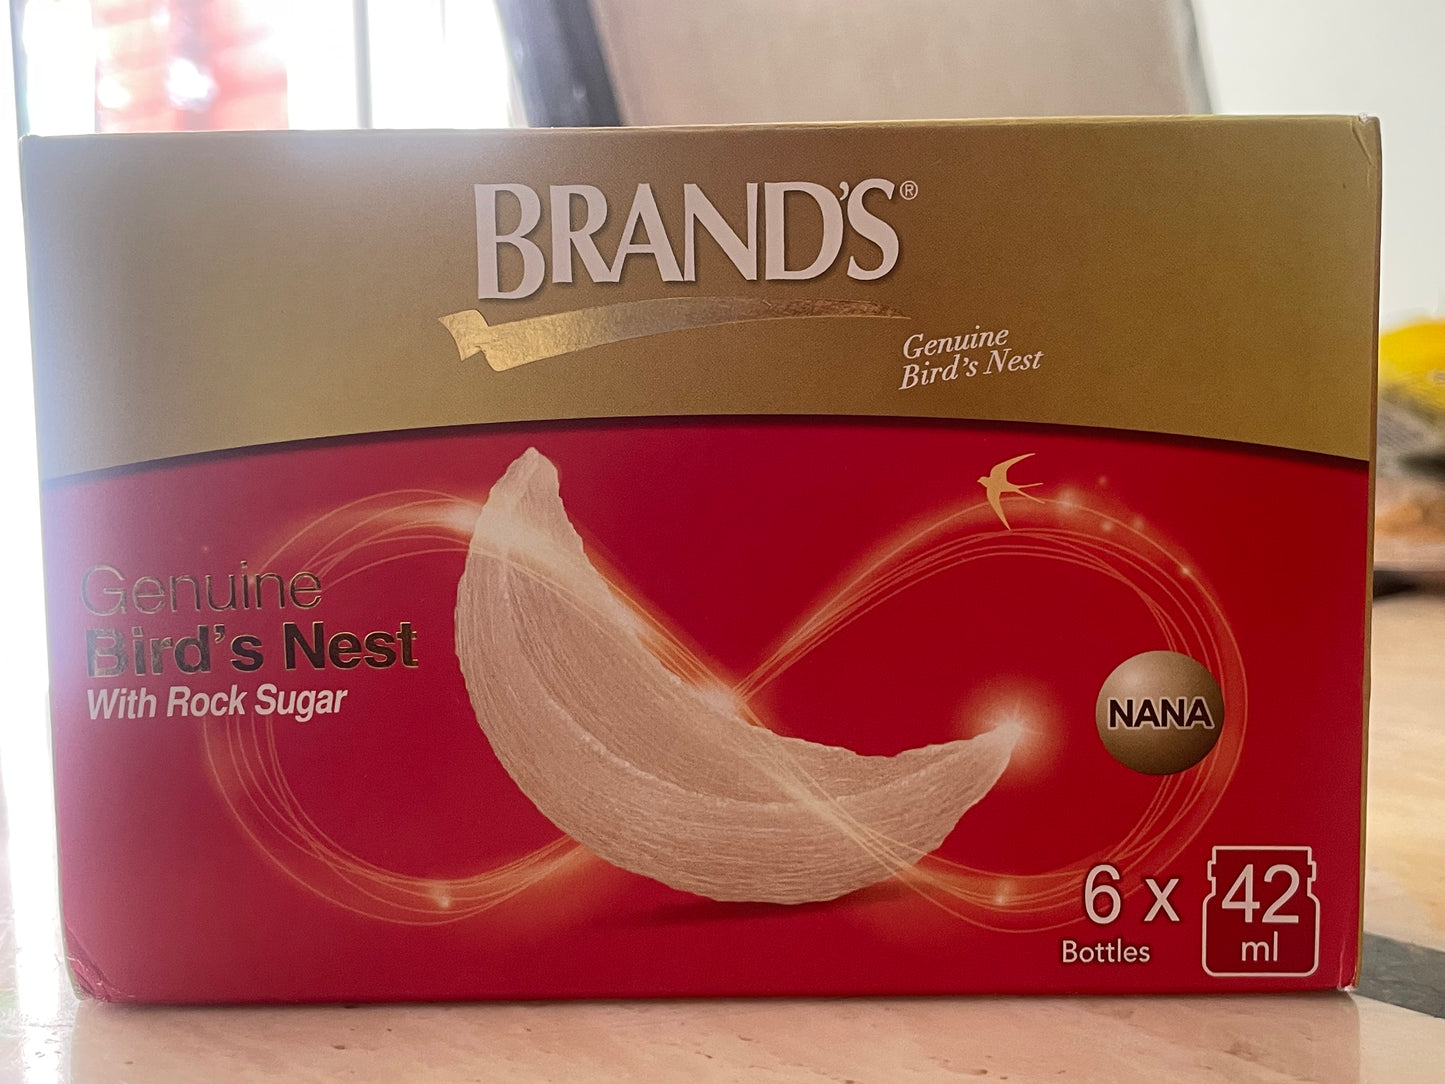 BRAND'S®
Genuine
Bird's Nest
Genuine
Bird's Nest
With Rock Sugar
NANA
6 x 42
Bottles ml